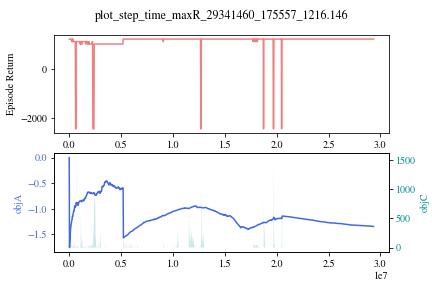 plot_step_time_maxR_29341460_175557_1216.146
Episode Return
0
−2000
0.0 0.5 1.0 1.5 2.0 2.5 3.0
objA
0.0
−0.5
−1.0
−1.5
objC
1500
1000
500
0
0.0 0.5 1.0 1.5 2.0 2.5 3.0
1e7